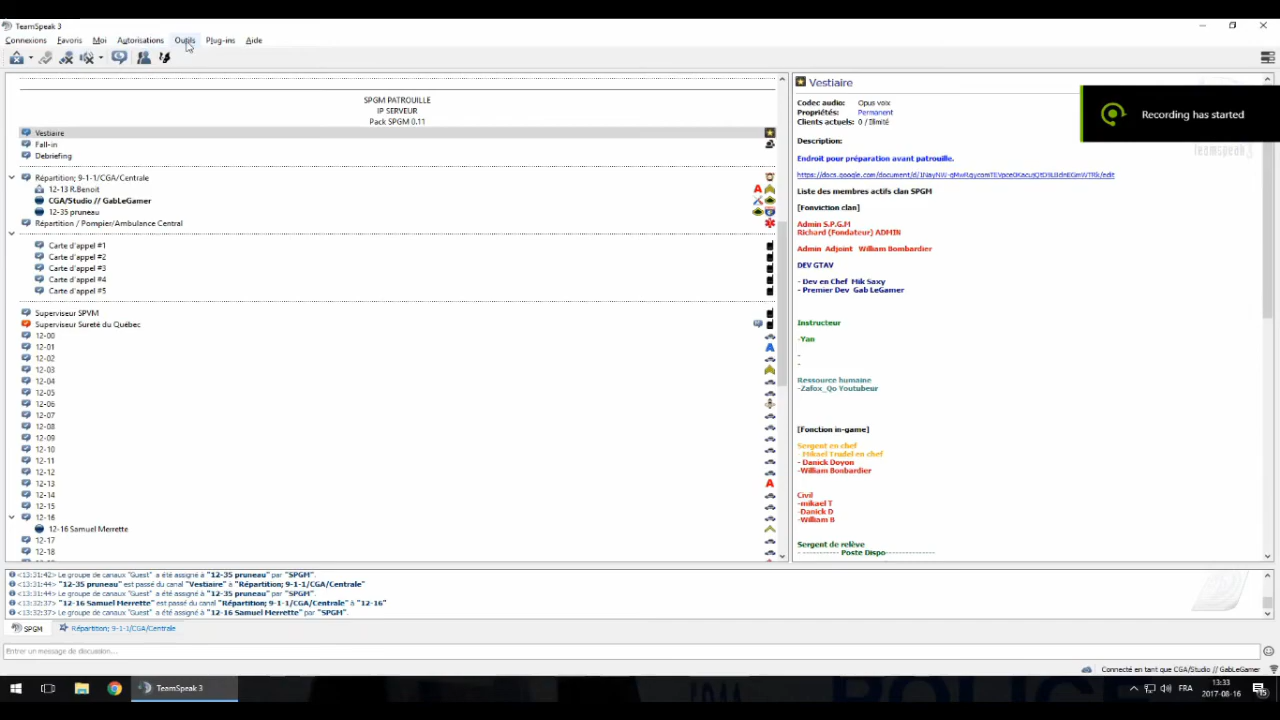 TeamSpeak 3
Connexions Favoris Moi Autorisations Outils Plug-ins Aide
SPGM PATROUILLE
IP SERVEUR
Pack SPGM 0.11
Vestiaire
Fall-in
Debriefing
Répartition; 9-1-1/CGA/Centrale
12-13 R.Benoit
CGA/Studio // GabLeGamer
12-35 pruneau
Répartition / Pompier/Ambulance Central
Carte d'appel #1
Carte d'appel #2
Carte d'appel #3
Carte d'appel #4
Carte d'appel #5
Superviseur SPVM
Superviseur Sureté du Québec
12-00
12-01
12-02
12-03
12-04
12-05
12-06
12-07
12-08
12-09
12-10
12-11
12-12
12-13
12-14
12-15
12-16
12-16 Samuel Merrette
12-17
12-18
Vestiaire
Codec audio: Opus voix
Propriétés: Permanent
Clients actuels: 0 / Illimité
Description:
Endroit pour préparation avant patrouille.
Liste des membres actifs clan SPGM
[Fonviction clan]
Admin S.P.G.M
Richard (Fondateur) ADMIN
Admin Adjoint William Bombardier
DEV GTAV
- Dev en Chef Mik Saxy
- Premier Dev Gab LeGamer
Instructeur
-Yan
-
-
Ressource humaine
-Zafox_Qo Youtubeur
[Fonction in-game]
Sergent en chef
- Mikael Trudel en chef
- Danick Doyon
-William Bonbardier
Civil
-mikael T
-Danick D
-William B
Sergent de relève
- ----------- Poste Dispo---------------
Recording has started
teamspeak 3
<13:31:42> Le groupe de canaux "Guest" a été assigné à "12-35 pruneau" par "SPGM".
<13:31:44> "12-35 pruneau" est passé du canal "Vestiaire" à "Répartition; 9-1-1/CGA/Centrale"
<13:31:44> Le groupe de canaux "Guest" a été assigné à "12-35 pruneau" par "SPGM".
<13:32:37> "12-16 Samuel Merrette" est passé du canal "Répartition; 9-1-1/CGA/Centrale" à "12-16"
<13:32:37> Le groupe de canaux "Guest" a été assigné à "12-16 Samuel Merrette" par "SPGM".
SPGM Répartition; 9-1-1/CGA/Centrale
Entrer un message de discussion...
Connecté en tant que CGA/Studio // GabLeGamer
TeamSpeak 3
FRA
13:33
2017-08-16
15